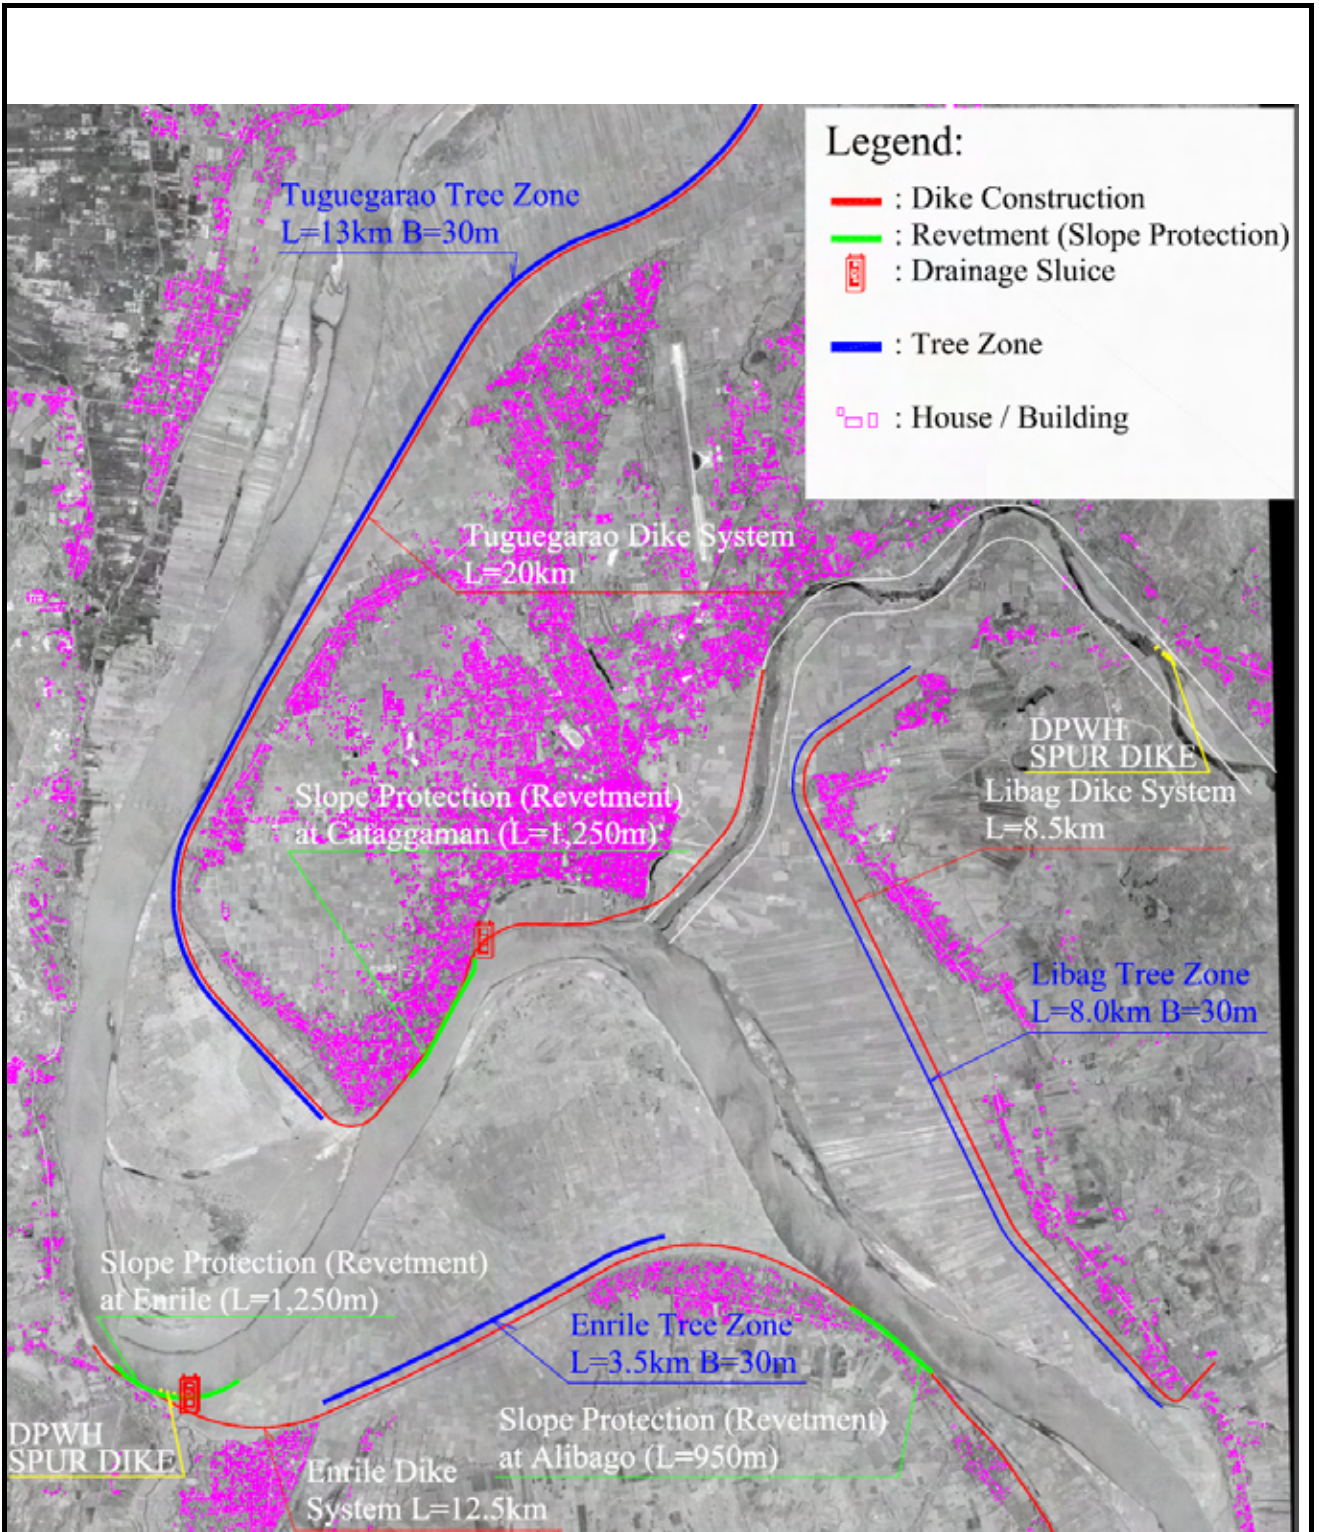 Legend:
: Dike Construction
: Revetment (Slope Protection)
: Drainage Sluice
: Tree Zone
: House / Building
Tuguegarao Tree Zone
L=13km B=30m
Tuguegarao Dike System
L=20km
DPWH
SPUR DIKE
Libag Dike System
L=8.5km
Slope Protection (Revetment)
at Cataggaman (L=1,250m)
Libag Tree Zone
L=8.0km B=30m
Slope Protection (Revetment)
at Enrile (L=1,250m)
Enrile Tree Zone
L=3.5km B=30m
Slope Protection (Revetment)
at Alibago (L=950m)
DPWH
SPUR DIKE
Enrile Dike
System L=12.5km